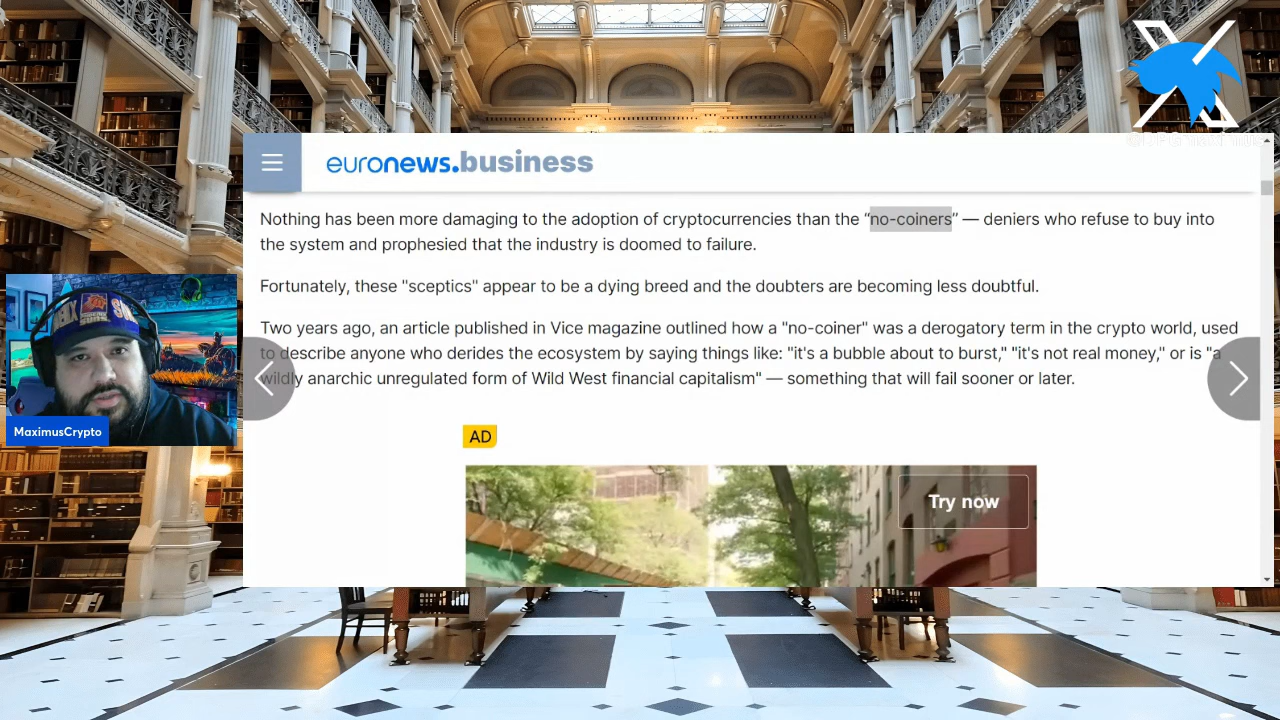 euronews.business
Nothing has been more damaging to the adoption of cryptocurrencies than the “no-coiners” — deniers who refuse to buy into
the system and prophesied that the industry is doomed to failure.
Fortunately, these "sceptics" appear to be a dying breed and the doubters are becoming less doubtful.
Two years ago, an article published in Vice magazine outlined how a "no-coiner" was a derogatory term in the crypto world, used
to describe anyone who derides the ecosystem by saying things like: "it's a bubble about to burst," "it's not real money," or is "a
wildly anarchic unregulated form of Wild West financial capitalism" — something that will fail sooner or later.
MaximusCrypto
AD
Try now